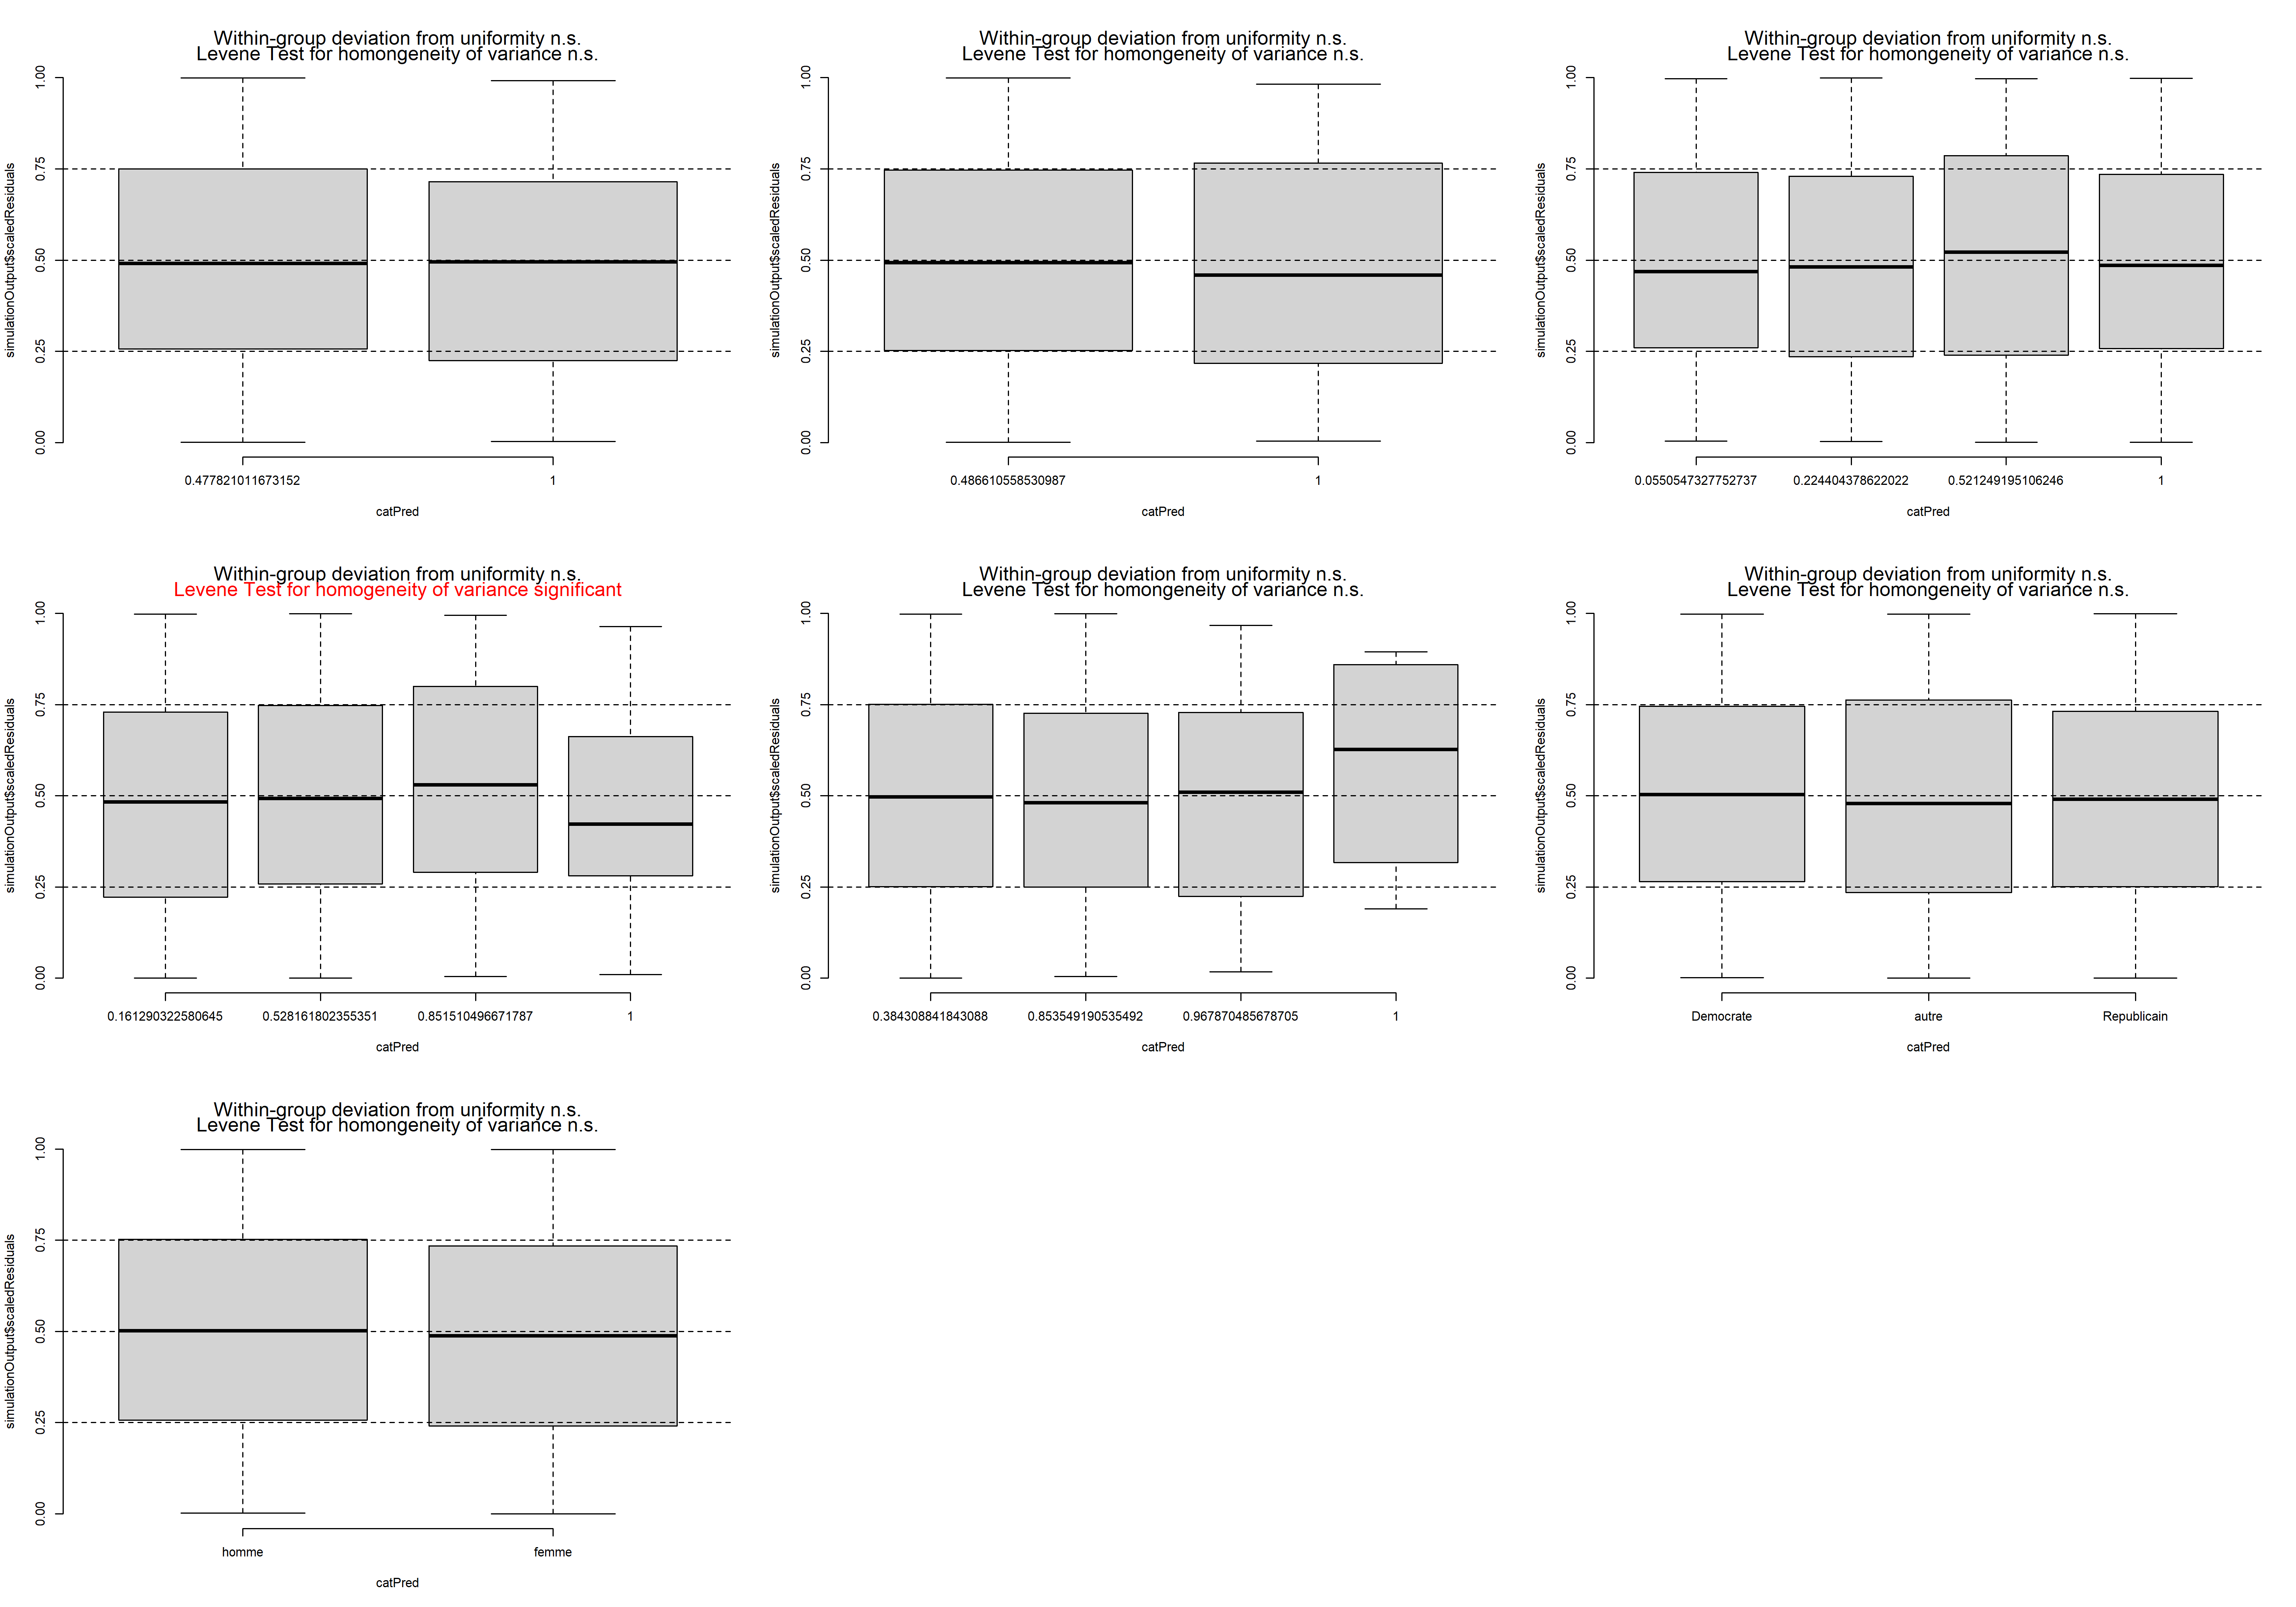 Within-group deviation from uniformity n.s.
Levene Test for homongeneity of variance n.s.
simulationOutput$scaledResiduals
1.00
0.75
0.50
0.25
0.00
0.477821011673152 1
catPred
Within-group deviation from uniformity n.s.
Levene Test for homongeneity of variance n.s.
simulationOutput$scaledResiduals
1.00
0.75
0.50
0.25
0.00
0.486610558530987 1
catPred
Within-group deviation from uniformity n.s.
Levene Test for homongeneity of variance n.s.
simulationOutput$scaledResiduals
1.00
0.75
0.50
0.25
0.00
0.0550547327752737 0.224404378622022 0.521249195106246 1
catPred
Within-group deviation from uniformity n.s.
Levene Test for homogeneity of variance significant
simulationOutput$scaledResiduals
1.00
0.75
0.50
0.25
0.00
0.161290322580645 0.528161802355351 0.851510496671787 1
catPred
Within-group deviation from uniformity n.s.
Levene Test for homongeneity of variance n.s.
simulationOutput$scaledResiduals
1.00
0.75
0.50
0.25
0.00
0.384308841843088 0.853549190535492 0.967870485678705 1
catPred
Within-group deviation from uniformity n.s.
Levene Test for homongeneity of variance n.s.
simulationOutput$scaledResiduals
1.00
0.75
0.50
0.25
0.00
Democrate autre Republicain
catPred
Within-group deviation from uniformity n.s.
Levene Test for homongeneity of variance n.s.
simulationOutput$scaledResiduals
1.00
0.75
0.50
0.25
0.00
homme femme
catPred